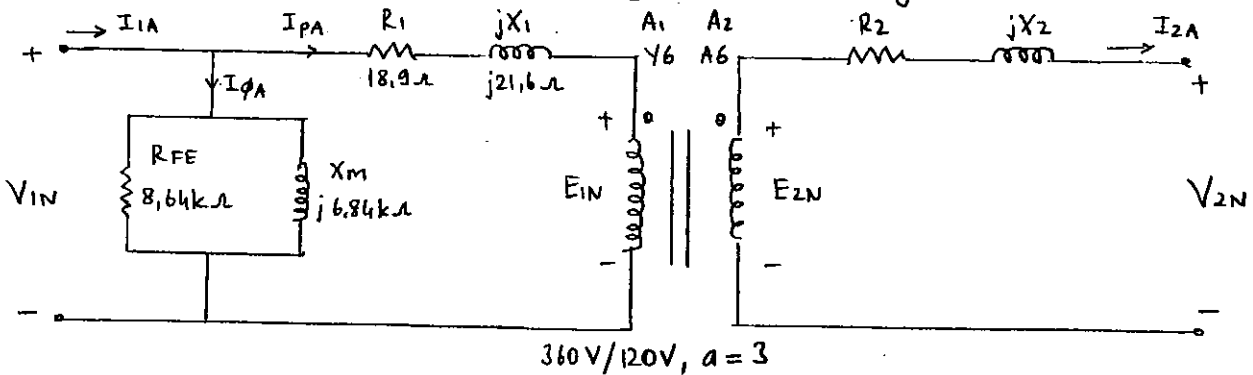 I1A IPA R1 jX1 A1 A2 R2 jX2 I2A
+ 18,9Ω j21,6Ω Y6 A6 +
IϕA
+ +
RFE XM
V1N 8,64kΩ j6,84kΩ E1N E2N V2N
- -
- -
360V/120V, a = 3